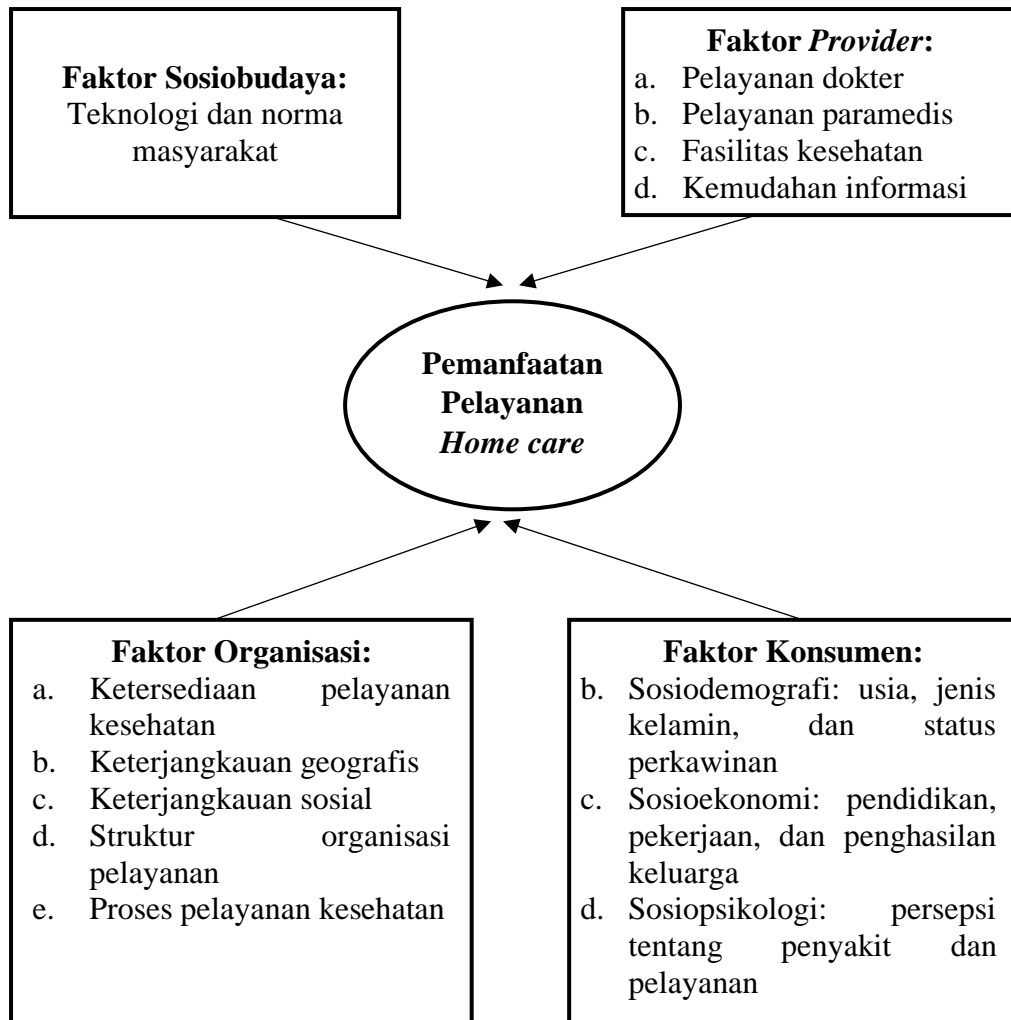 Faktor Sosiobudaya:
Teknologi dan norma
masyarakat
Faktor Provider:
a. Pelayanan dokter
b. Pelayanan paramedis
c. Fasilitas kesehatan
d. Kemudahan informasi
Pemanfaatan
Pelayanan
Home care
Faktor Organisasi:
a. Ketersediaan pelayanan
kesehatan
b. Keterjangkauan geografis
c. Keterjangkauan sosial
d. Struktur organisasi
pelayanan
e. Proses pelayanan kesehatan
Faktor Konsumen:
b. Sosiodemografi: usia, jenis
kelamin, dan status
perkawinan
c. Sosioekonomi: pendidikan,
pekerjaan, dan penghasilan
keluarga
d. Sosiopsikologi: persepsi
tentang penyakit dan
pelayanan